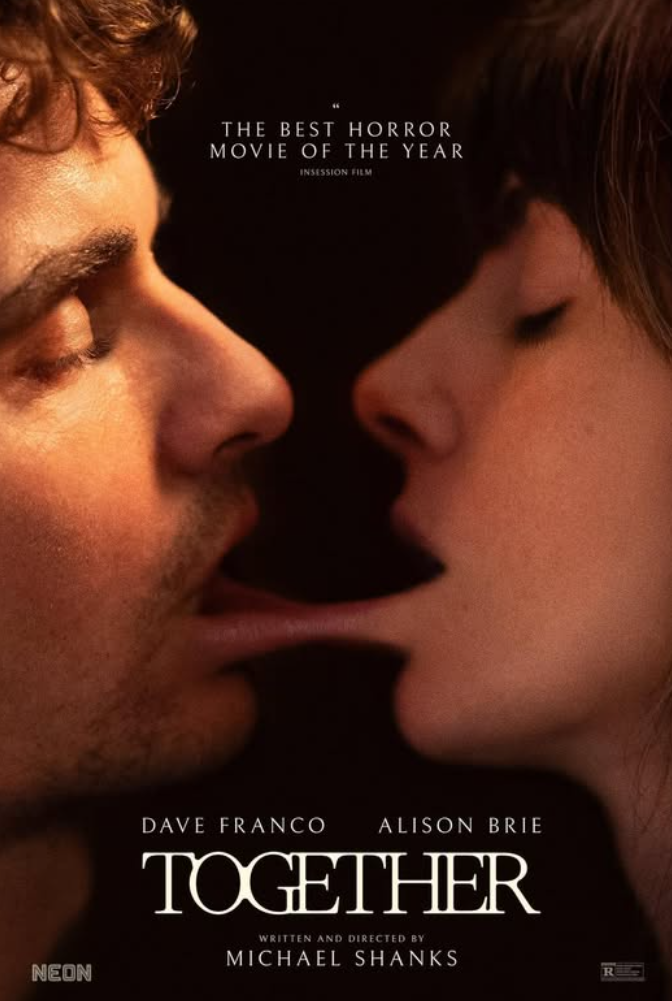 “
THE BEST HORROR
MOVIE OF THE YEAR
INSESSION FILM
DAVE FRANCO ALISON BRIE
TOGETHER
WRITTEN AND DIRECTED BY
MICHAEL SHANKS
NEON
R